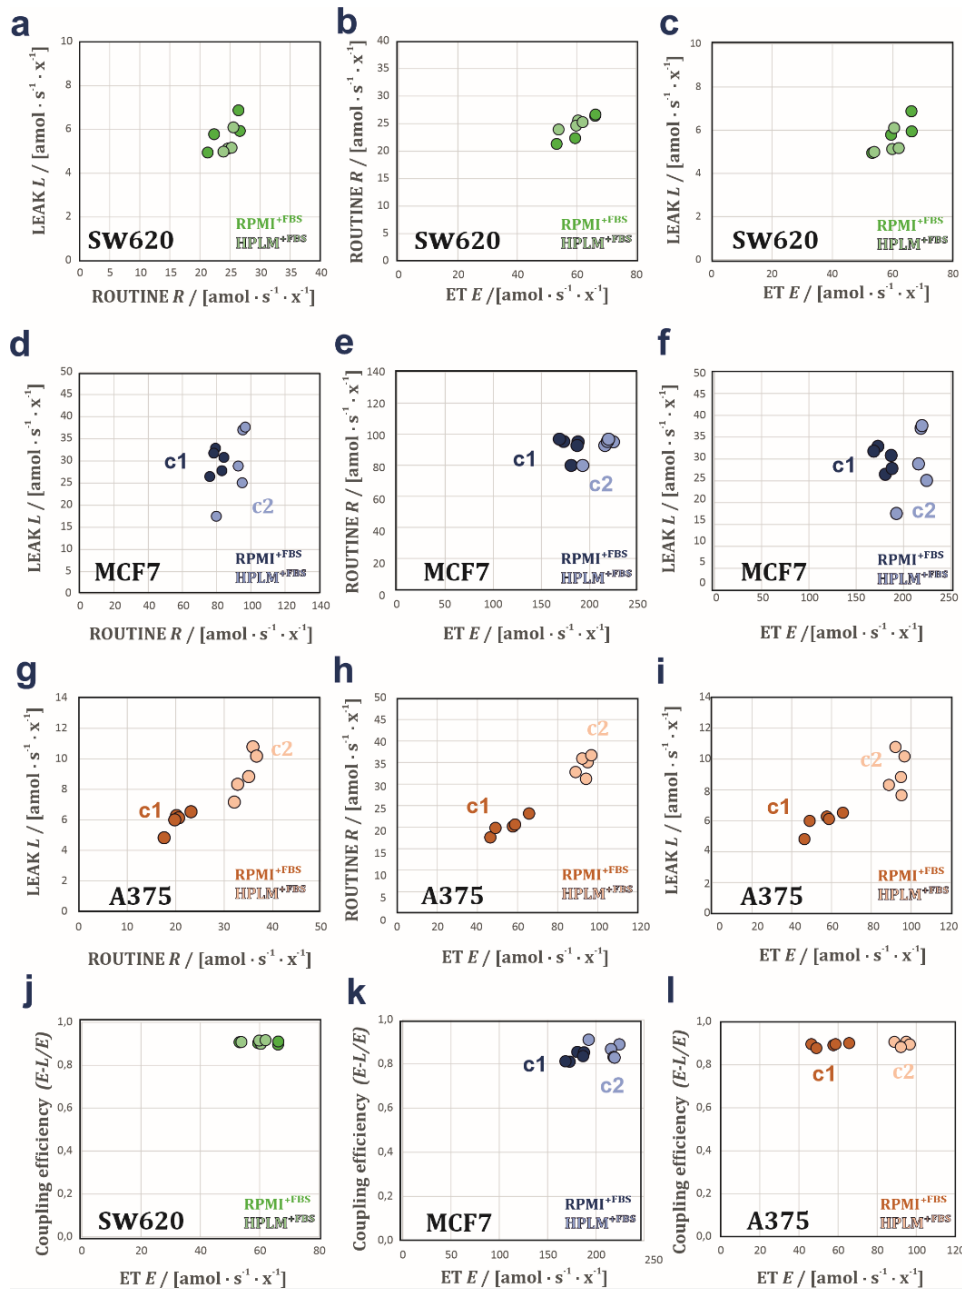 a
LEAK L / [amol · s⁻¹ · x⁻¹]
10
8
6
4
2
0
SW620
RPMI⁺ᶠᴮˢ
HPLM⁺ᶠᴮˢ
0 5 10 15 20 25 30 35 40
ROUTINE R / [amol · s⁻¹ · x⁻¹]
b
ROUTINE R / [amol · s⁻¹ · x⁻¹]
40
35
30
25
20
15
10
5
0
SW620
RPMI⁺ᶠᴮˢ
HPLM⁺ᶠᴮˢ
0 20 40 60 80
ET E / [amol · s⁻¹ · x⁻¹]
c
LEAK L / [amol · s⁻¹ · x⁻¹]
10
8
6
4
2
0
SW620
RPMI⁺ᶠᴮˢ
HPLM⁺ᶠᴮˢ
0 20 40 60 80
ET E / [amol · s⁻¹ · x⁻¹]
d
LEAK L / [amol · s⁻¹ · x⁻¹]
50
45
40
35
30
25
20
15
10
5
0
c1
c2
MCF7
RPMI⁺ᶠᴮˢ
HPLM⁺ᶠᴮˢ
0 20 40 60 80 100 120 140
ROUTINE R / [amol · s⁻¹ · x⁻¹]
e
ROUTINE R / [amol · s⁻¹ · x⁻¹]
140
120
100
80
60
40
20
0
c1
c2
MCF7
RPMI⁺ᶠᴮˢ
HPLM⁺ᶠᴮˢ
0 50 100 150 200 250
ET E / [amol · s⁻¹ · x⁻¹]
f
LEAK L / [amol · s⁻¹ · x⁻¹]
50
45
40
35
30
25
20
15
10
5
0
c1
c2
MCF7
RPMI⁺ᶠᴮˢ
HPLM⁺ᶠᴮˢ
0 50 100 150 200 250
ET E / [amol · s⁻¹ · x⁻¹]
g
LEAK L / [amol · s⁻¹ · x⁻¹]
14
12
10
8
6
4
2
0
c2
c1
A375
RPMI⁺ᶠᴮˢ
HPLM⁺ᶠᴮˢ
0 10 20 30 40 50
ROUTINE R / [amol · s⁻¹ · x⁻¹]
h
ROUTINE R / [amol · s⁻¹ · x⁻¹]
50
45
40
35
30
25
20
15
10
5
0
c2
c1
A375
RPMI⁺ᶠᴮˢ
HPLM⁺ᶠᴮˢ
0 20 40 60 80 100 120
ET E / [amol · s⁻¹ · x⁻¹]
i
LEAK L / [amol · s⁻¹ · x⁻¹]
14
12
10
8
6
4
2
0
c2
c1
A375
RPMI⁺ᶠᴮˢ
HPLM⁺ᶠᴮˢ
0 20 40 60 80 100 120
ET E / [amol · s⁻¹ · x⁻¹]
j
Coupling efficiency (E-L/E)
1,0
0,8
0,6
0,4
0,2
0,0
SW620
RPMI⁺ᶠᴮˢ
HPLM⁺ᶠᴮˢ
0 20 40 60 80
ET E / [amol · s⁻¹ · x⁻¹]
k
Coupling efficiency (E-L/E)
1,0
0,8
0,6
0,4
0,2
0,0
c1
c2
MCF7
RPMI⁺ᶠᴮˢ
HPLM⁺ᶠᴮˢ
0 50 100 150 200 250
ET E / [amol · s⁻¹ · x⁻¹]
l
Coupling efficiency (E-L/E)
1,0
0,8
0,6
0,4
0,2
0,0
c1
c2
A375
RPMI⁺ᶠᴮˢ
HPLM⁺ᶠᴮˢ
0 20 40 60 80 100 120
ET E / [amol · s⁻¹ · x⁻¹]